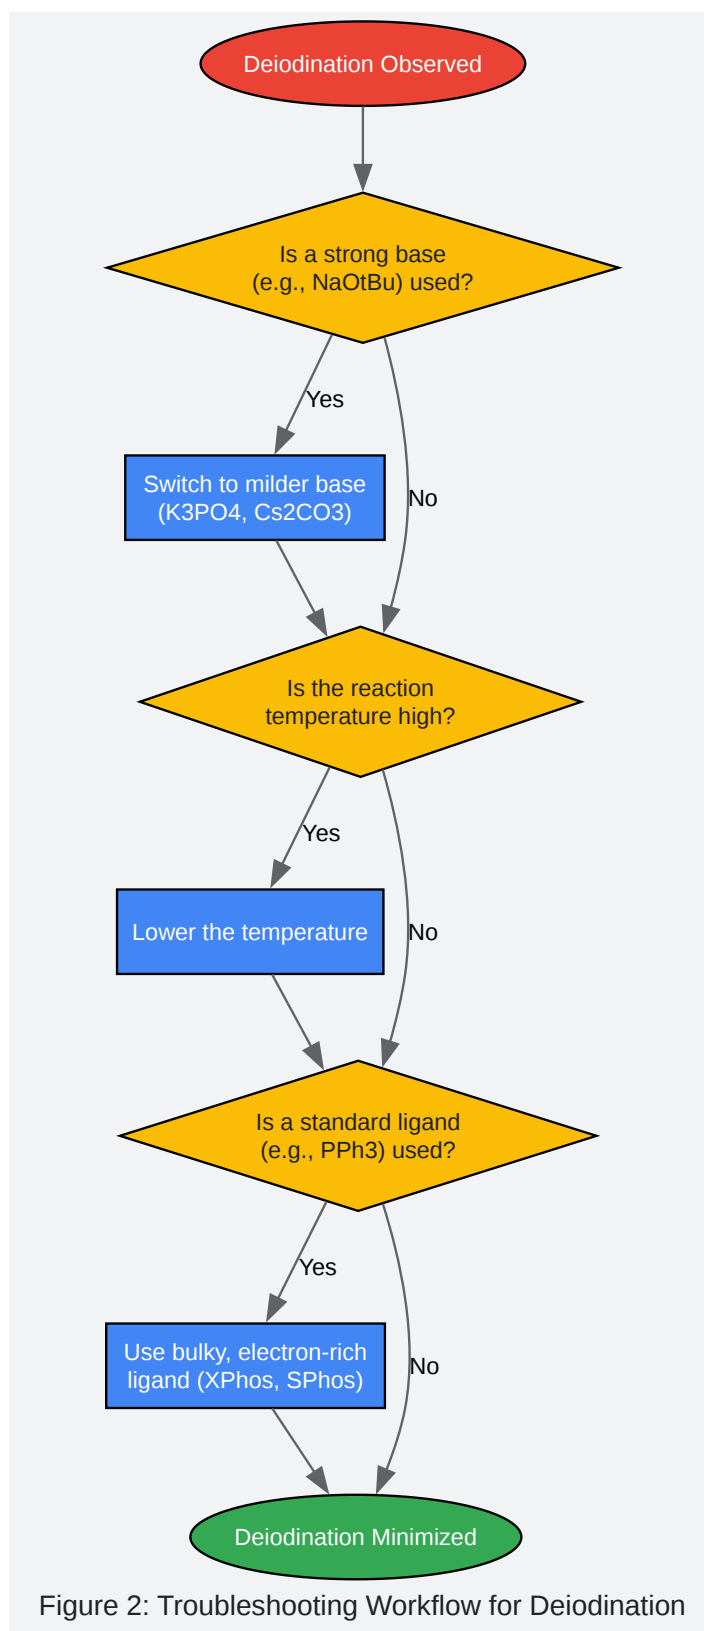 Deiodination Observed
Is a strong base
(e.g., NaOtBu) used?
Yes
Switch to milder base
(K3PO4, Cs2CO3)
No
Is the reaction
temperature high?
Yes
Lower the temperature
No
Is a standard ligand
(e.g., PPh3) used?
Yes
Use bulky, electron-rich
ligand (XPhos, SPhos)
No
Deiodination Minimized
Figure 2: Troubleshooting Workflow for Deiodination